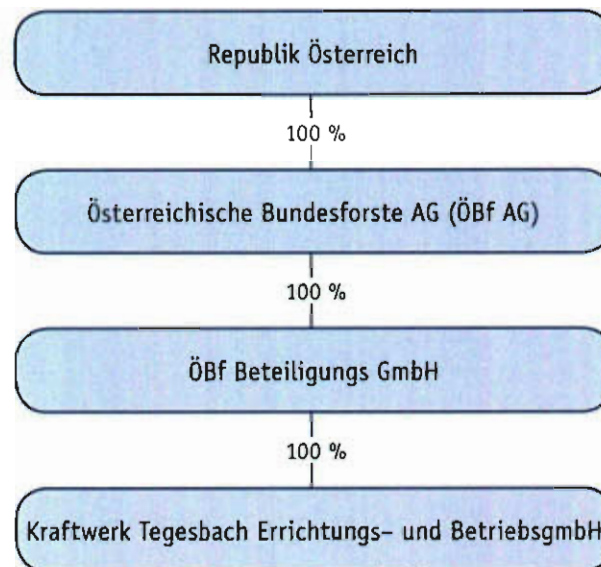 Republik Österreich
100 %
Österreichische Bundesforste AG (ÖBf AG)
100 %
ÖBf Beteiligungs GmbH
100 %
Kraftwerk Tegesbach Errichtungs- und BetriebsgmbH